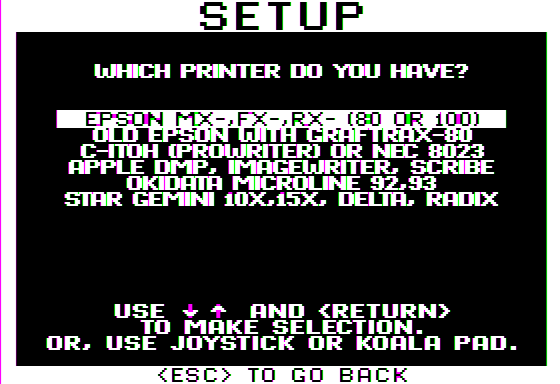 SETUP
WHICH PRINTER DO YOU HAVE?
EPSON MX-,FX-,RX- (80 OR 100)
OLD EPSON WITH GRAFTRAX-80
C-ITOH (PROWRITER) OR NEC 8023
APPLE DMP, IMAGEWRITER, SCRIBE
OKIDATA MICROLINE 92,93
STAR GEMINI 10X,15X, DELTA, RADIX
USE ↓ ↑ AND <RETURN>
TO MAKE SELECTION.
OR, USE JOYSTICK OR KOALA PAD.
<ESC> TO GO BACK